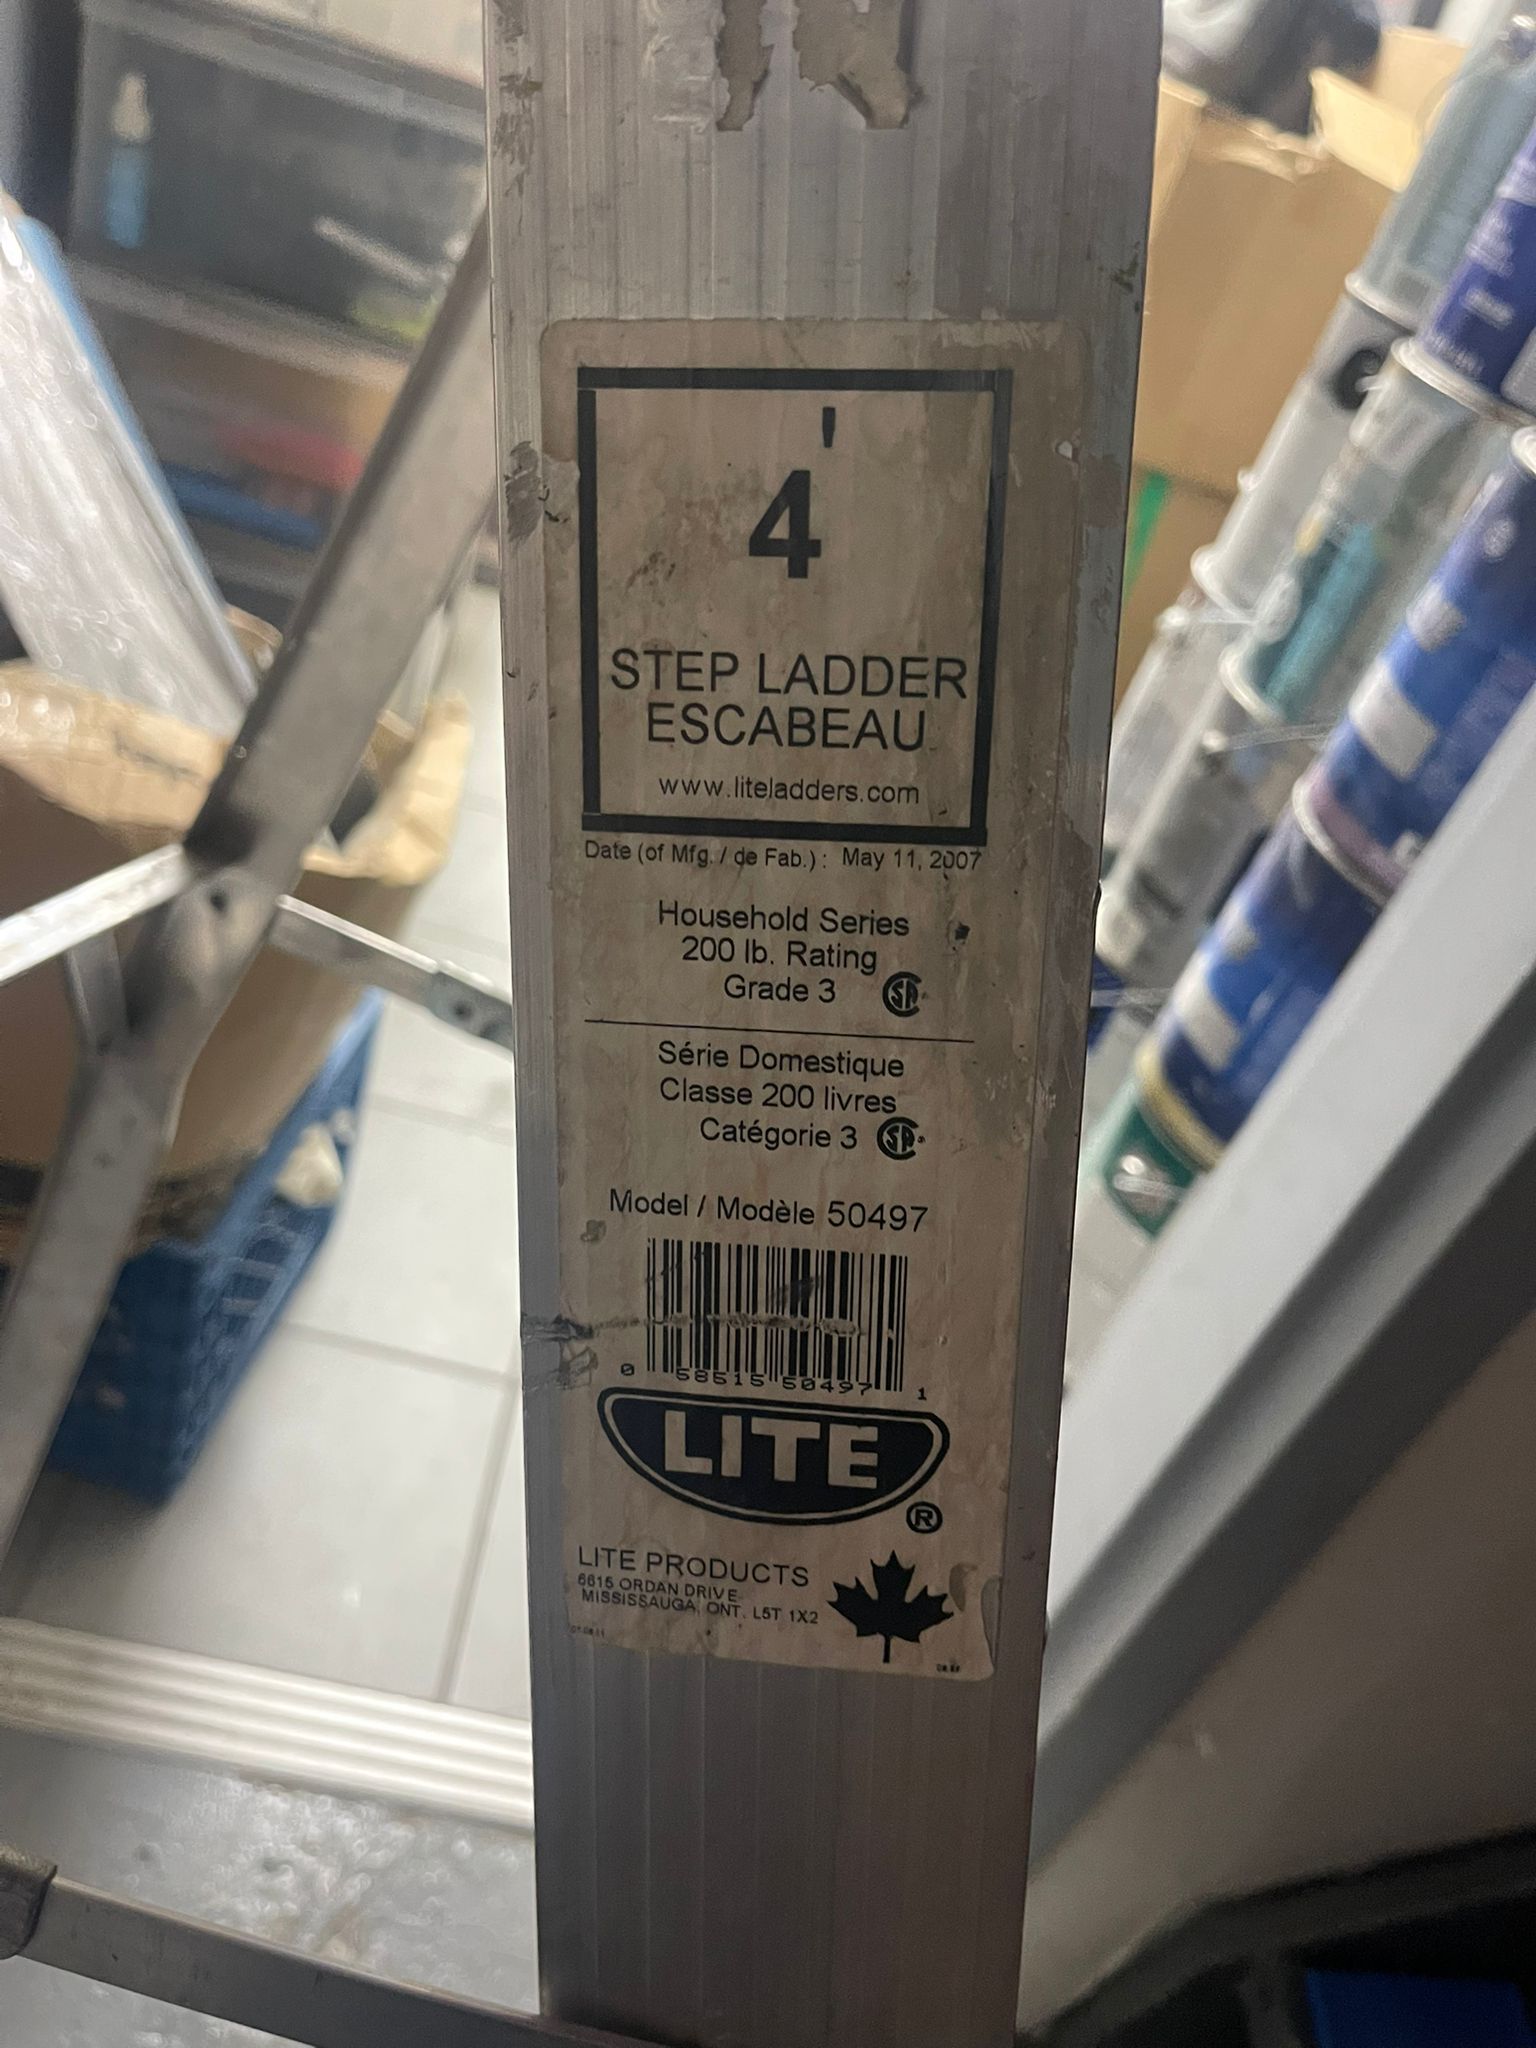 4'
STEP LADDER
ESCABEAU
www.liteladders.com
Date (of Mfg. / de Fab.) : May 11, 2007
Household Series
200 lb. Rating
Grade 3 CSA
Série Domestique
Classe 200 livres
Catégorie 3 CSA
Model / Modèle 50497
0 58515 50497 1
LITE®
LITE PRODUCTS
6615 ORDAN DRIVE
MISSISSAUGA, ONT. L5T 1X2